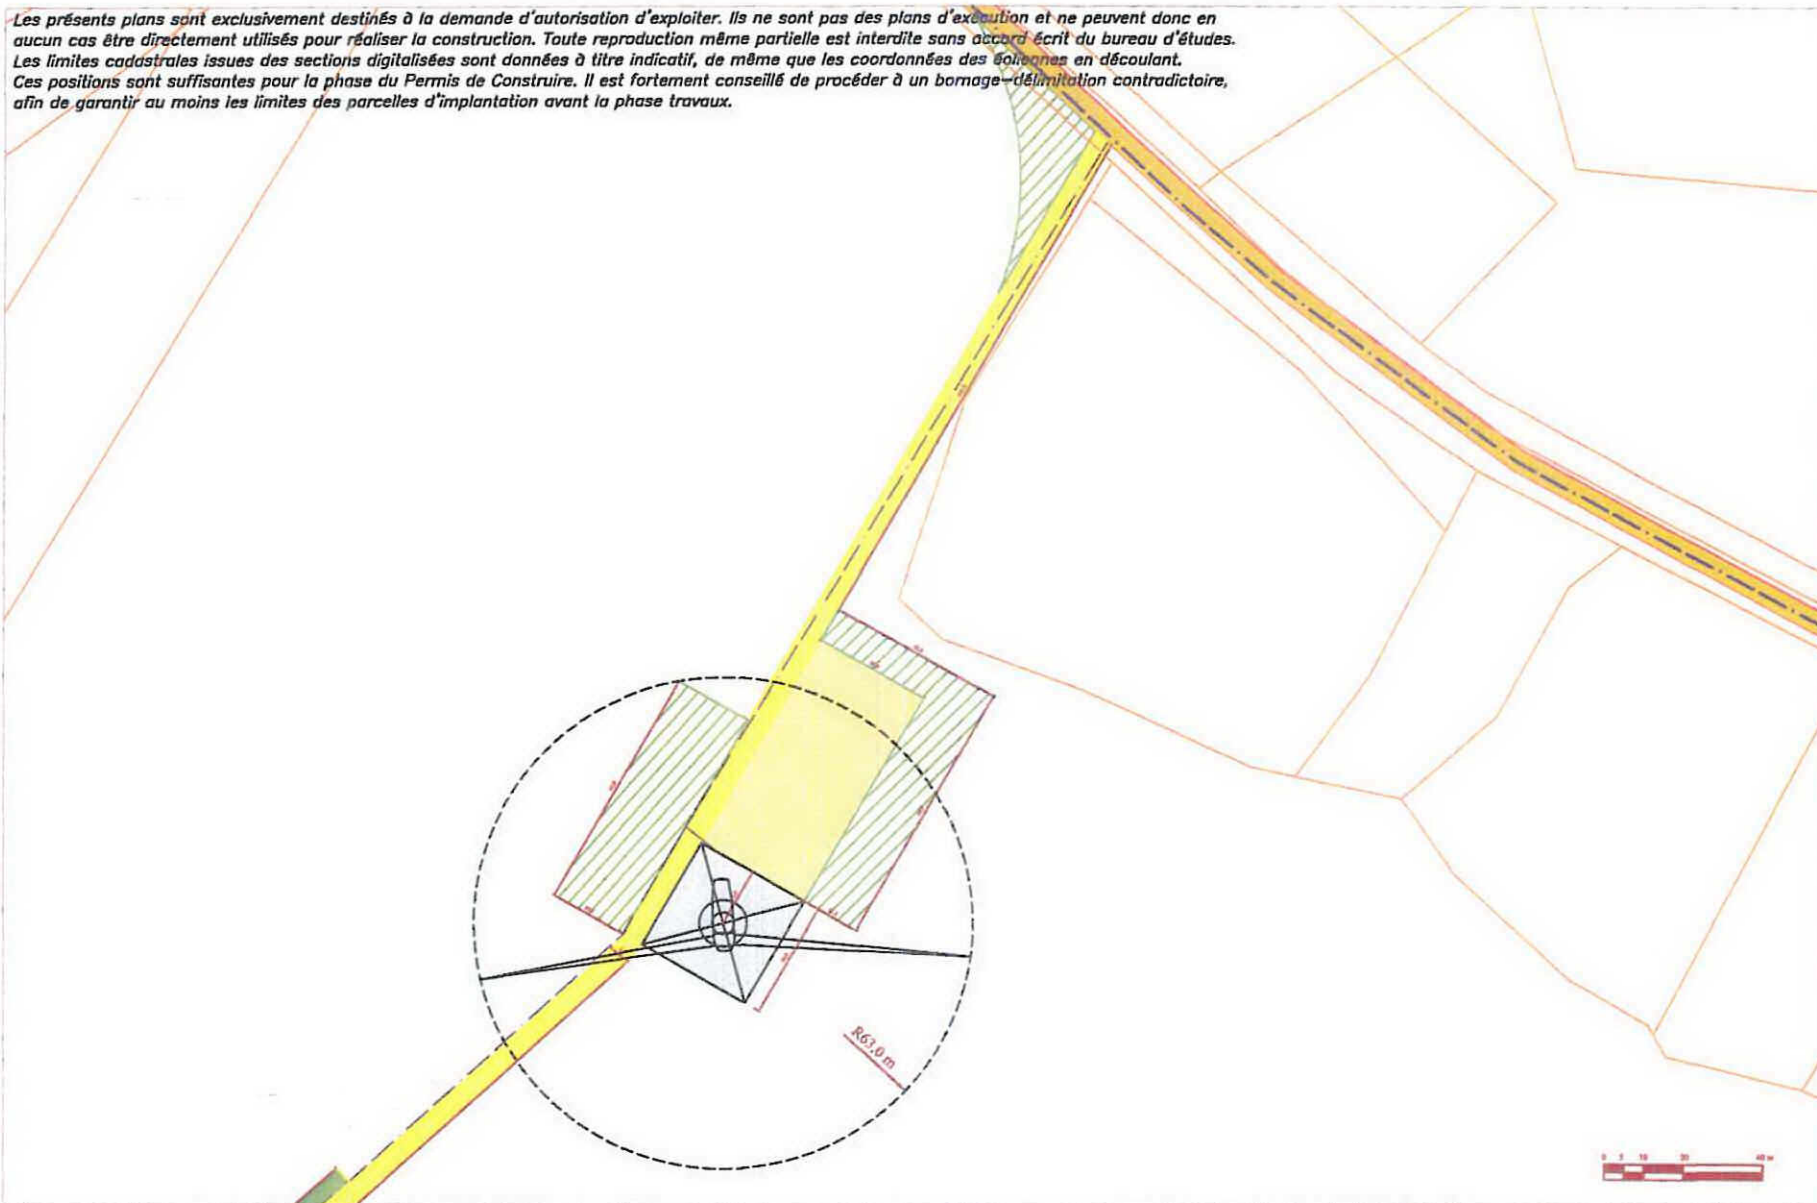 Les présents plans sont exclusivement destinés à la demande d'autorisation d'exploiter. Ils ne sont pas des plans d'exécution et ne peuvent donc en
aucun cas être directement utilisés pour réaliser la construction. Toute reproduction même partielle est interdite sans accord écrit du bureau d'études.
Les limites cadastrales issues des sections digitalisées sont données à titre indicatif, de même que les coordonnées des éoliennes en découlant.
Ces positions sont suffisantes pour la phase du Permis de Construire. Il est fortement conseillé de procéder à un bornage-délimitation contradictoire,
afin de garantir au moins les limites des parcelles d'implantation avant la phase travaux.
R63,0 m
0 5 10 20 40 m